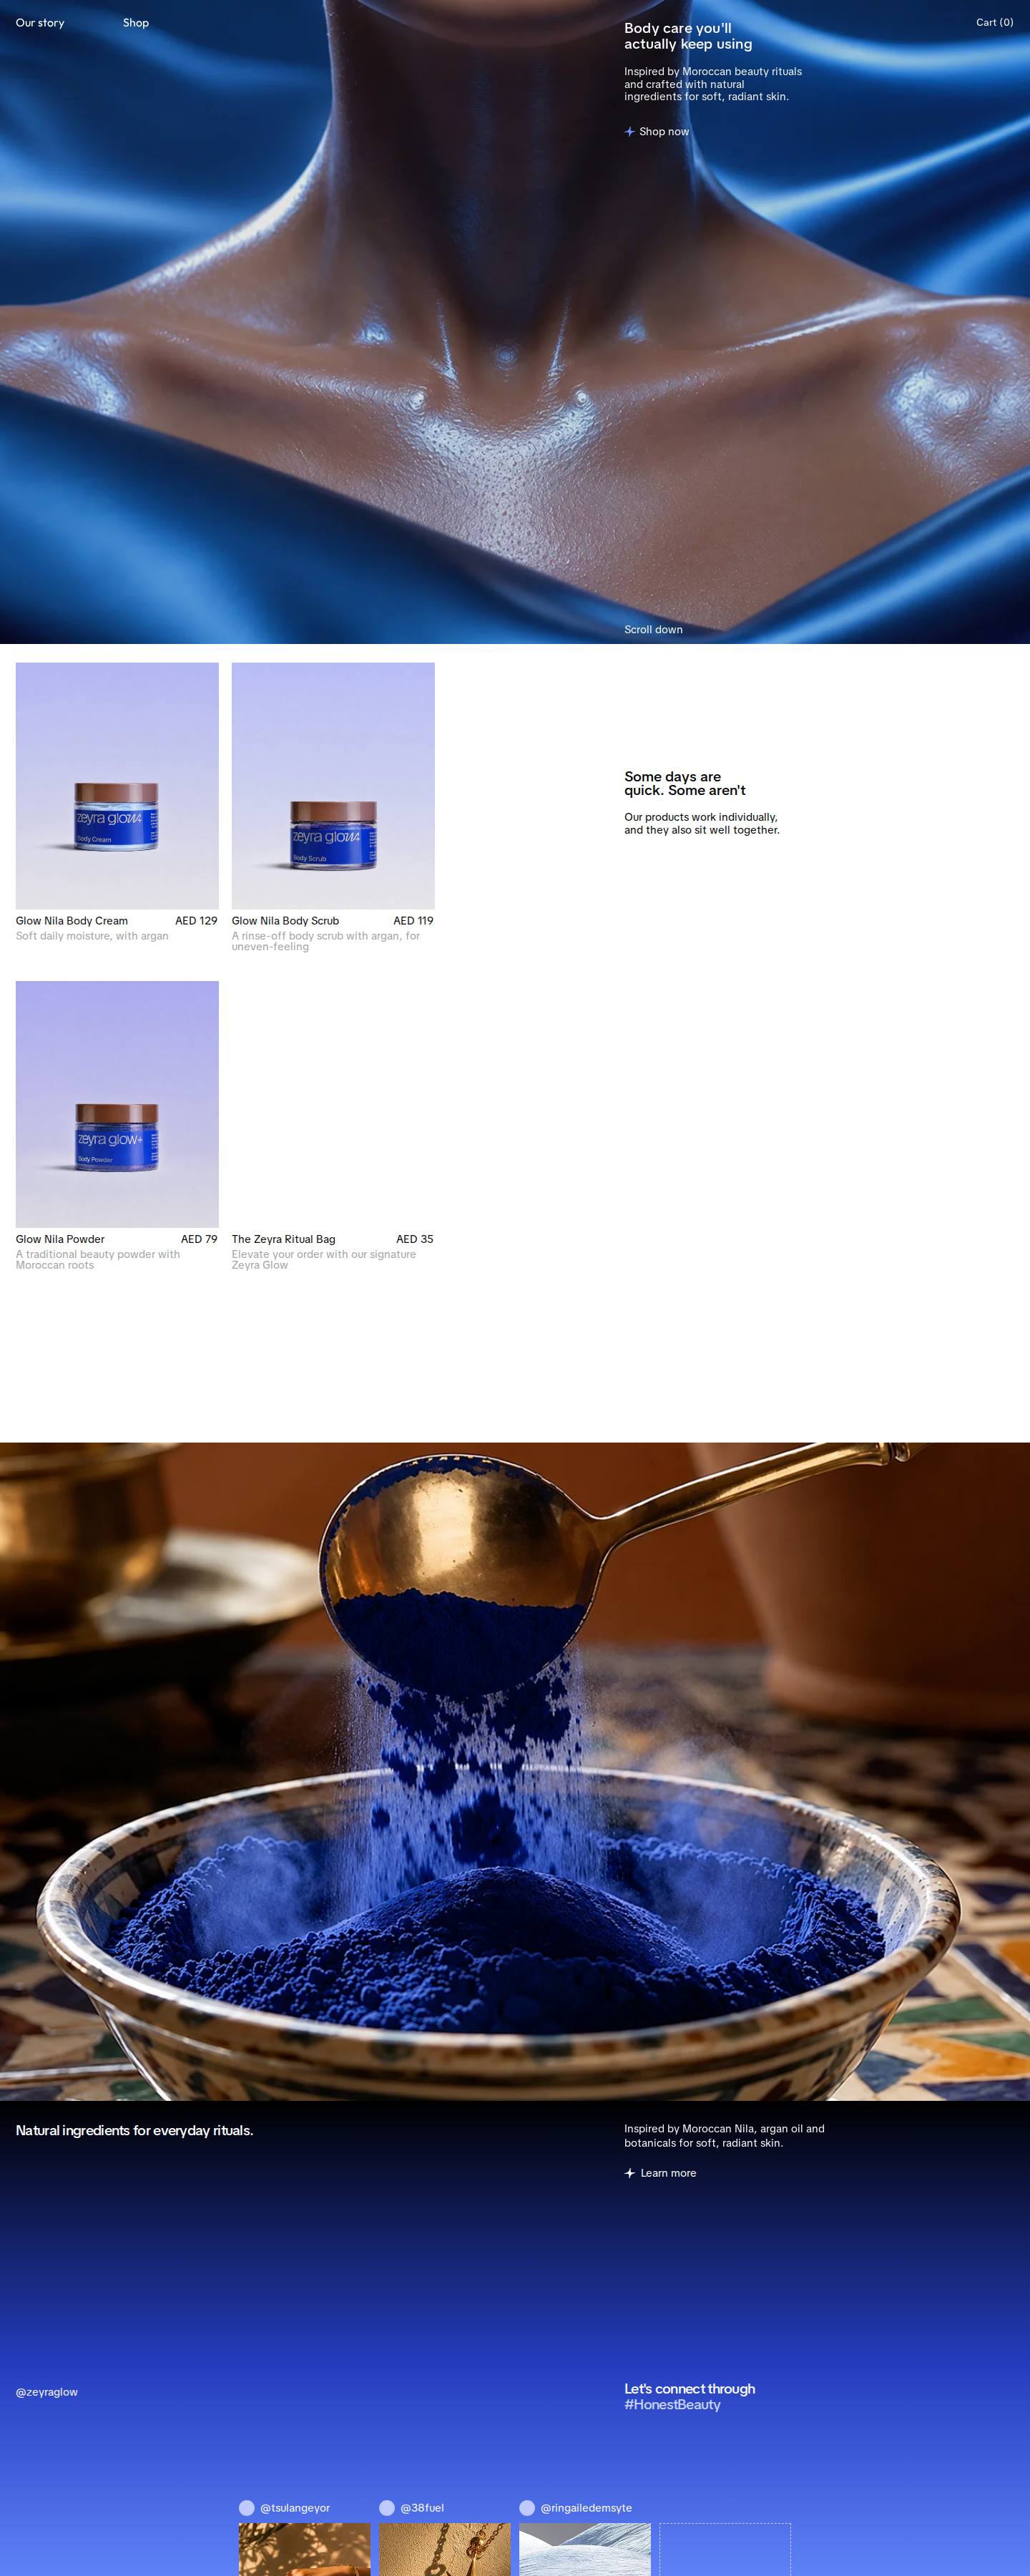 Our story
Shop
Cart (0)
Body care you'll
actually keep using
Inspired by Moroccan beauty rituals
and crafted with natural
ingredients for soft, radiant skin.
Shop now
Scroll down
zeyra glow+
Body Cream
zeyra glow+
Body Scrub
Some days are
quick. Some aren't
Our products work individually,
and they also sit well together.
Glow Nila Body Cream AED 129
Soft daily moisture, with argan
Glow Nila Body Scrub AED 119
A rinse-off body scrub with argan, for
uneven-feeling
zeyra glow+
Body Powder
Glow Nila Powder AED 79
A traditional beauty powder with
Moroccan roots
The Zeyra Ritual Bag AED 35
Elevate your order with our signature
Zeyra Glow
Natural ingredients for everyday rituals.
Inspired by Moroccan Nila, argan oil and
botanicals for soft, radiant skin.
Learn more
@zeyraglow
Let's connect through
#HonestBeauty
@tsulangeyor
@38fuel
@ringailedemsyte